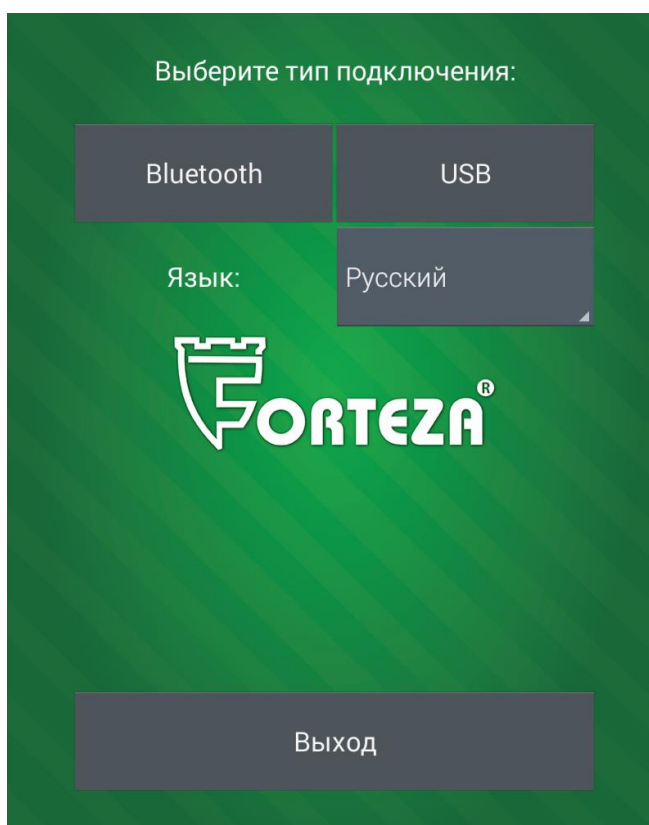 Выберите тип подключения:
Bluetooth USB
Язык: Русский
FORTEZA®
Выход